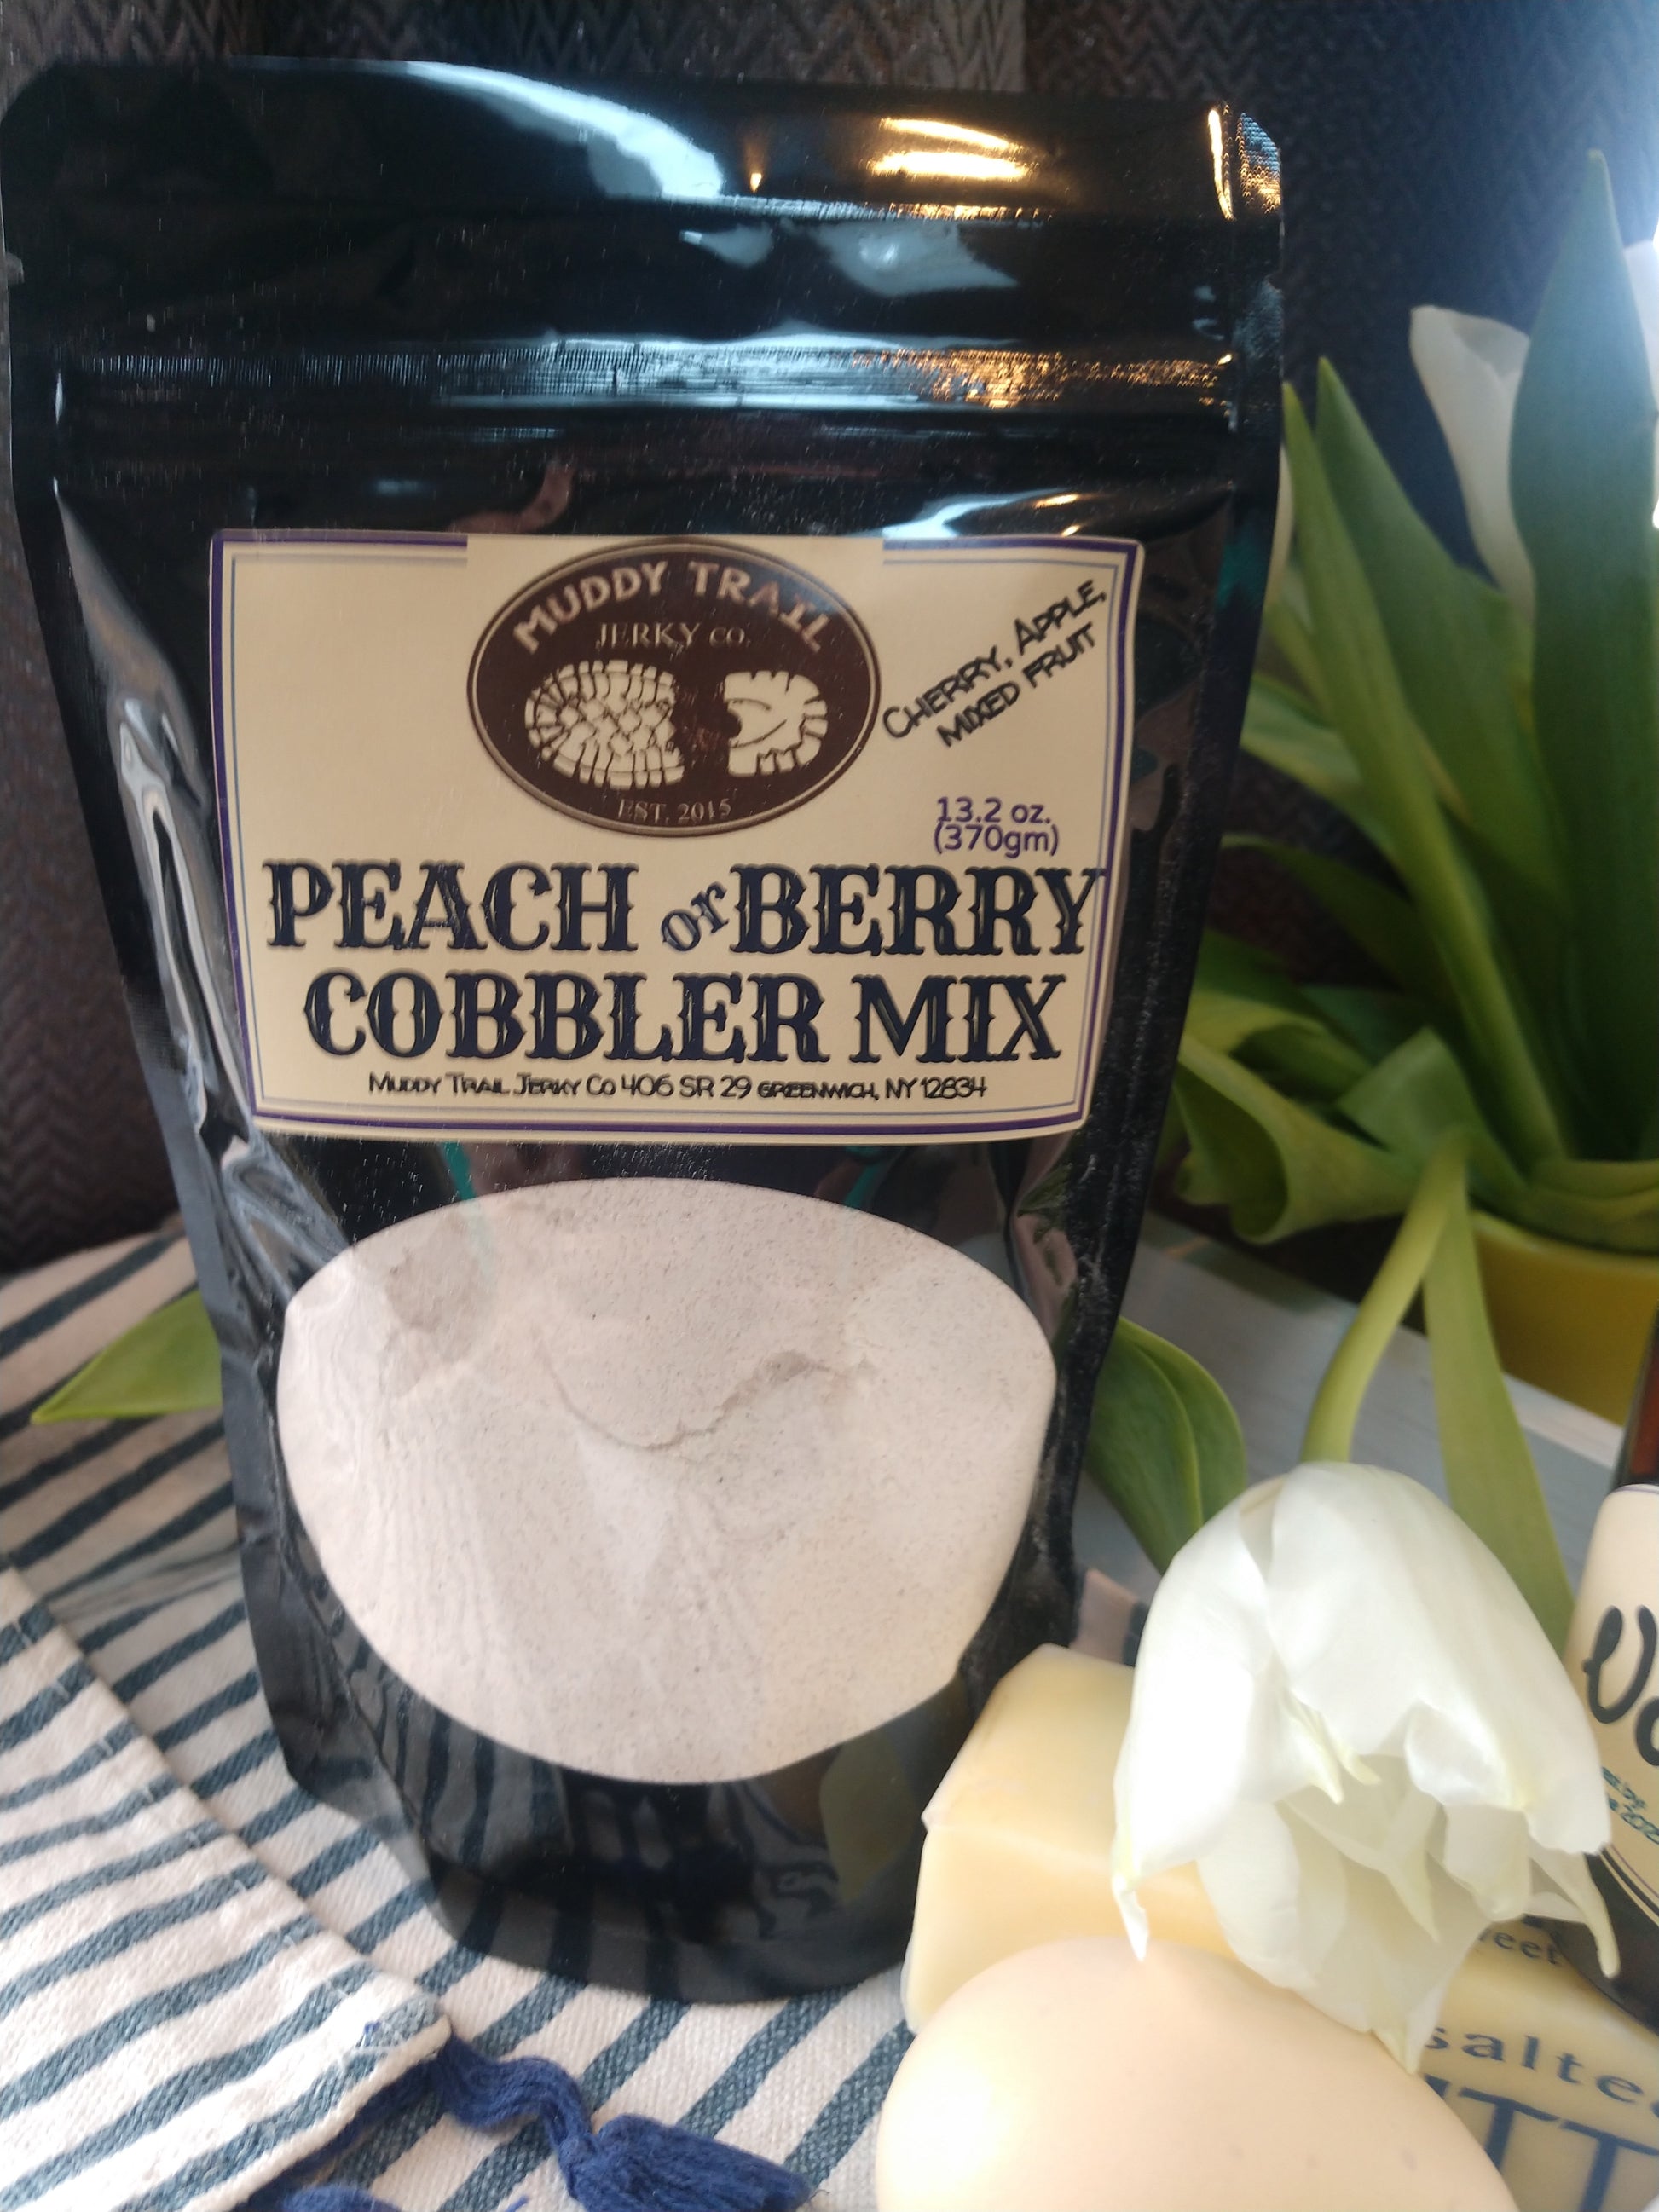 MUDDY TRAIL
JERKY CO.
EST. 2015
CHERRY, APPLE,
MIXED FRUIT
13.2 oz.
(370gm)
PEACH or BERRY
COBBLER MIX
MUDDY TRAIL JERKY CO 406 SR 29 GREENWICH, NY 12834